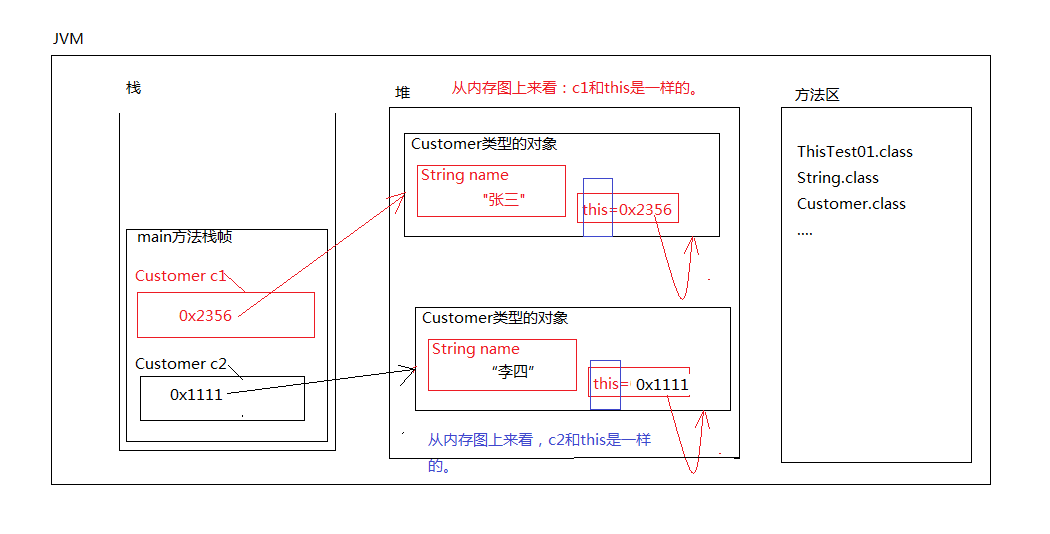 JVM
栈
堆
从内存图上来看：c1和this是一样的。
方法区
Customer类型的对象
String name
"张三"
this=0x2356
ThisTest01.class
String.class
Customer.class
....
main方法栈帧
Customer c1
0x2356
Customer c2
0x1111
Customer类型的对象
String name
“李四”
this=0x1111
从内存图上来看，c2和this是一样
的。